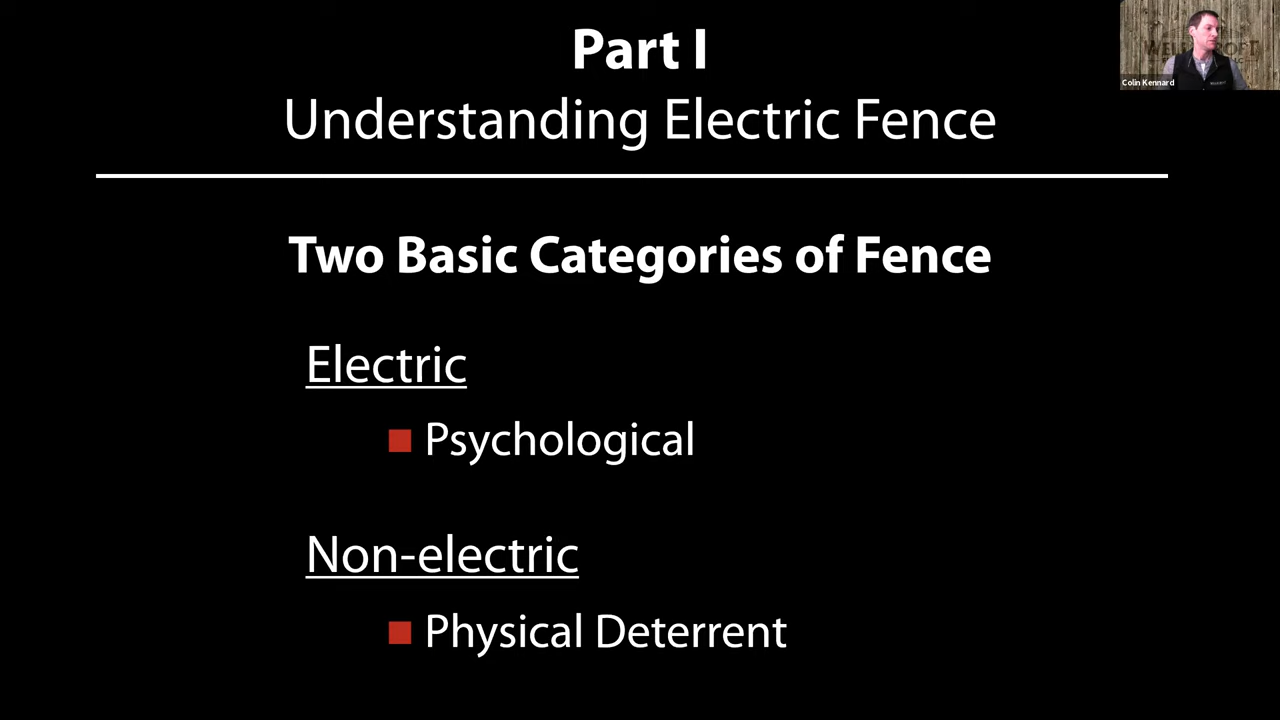 Part I
Understanding Electric Fence
Two Basic Categories of Fence
Electric
Psychological
Non-electric
Physical Deterrent
Colin Kennard